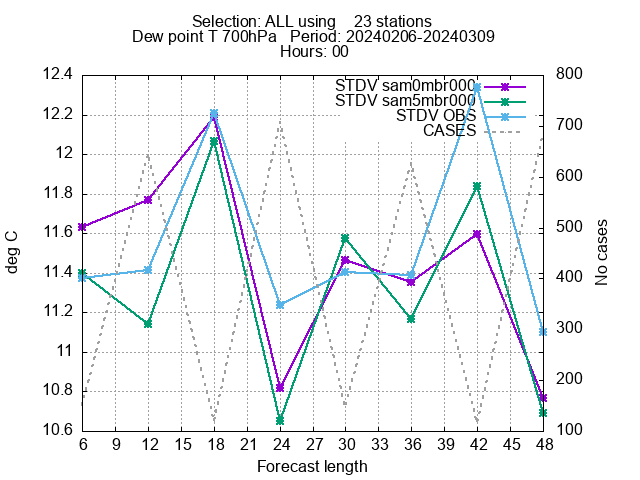 Selection: ALL using 23 stations
Dew point T 700hPa Period: 20240206-20240309
Hours: 00
STDV sam0mbr000
STDV sam5mbr000
STDV OBS
CASES
12.4
12.2
12
11.8
11.6
11.4
11.2
11
10.8
10.6
800
700
600
500
400
300
200
100
deg C
No cases
6 9 12 15 18 21 24 27 30 33 36 39 42 45 48
Forecast length